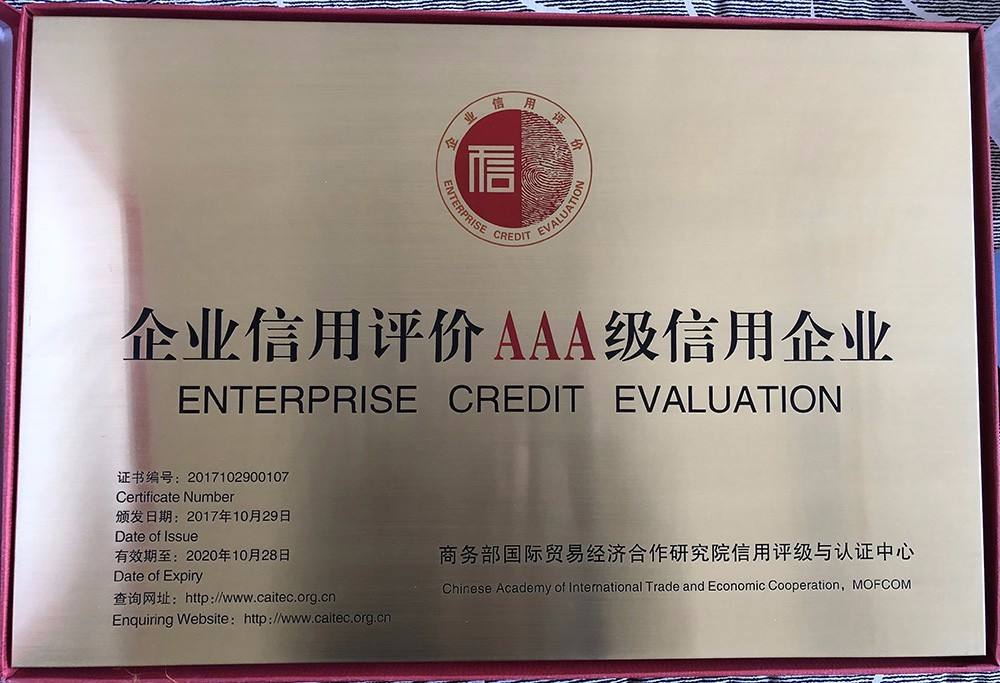 企业信用评价
信
ENTERPRISE CREDIT EVALUATION
企业信用评价AAA级信用企业
ENTERPRISE CREDIT EVALUATION
证书编号：2017102900107
Certificate Number
颁发日期：2017年10月29日
Date of Issue
有效期至：2020年10月28日
Date of Expiry
查询网址：http://www.caitec.org.cn
Enquiring Website：http://www.caitec.org.cn
商务部国际贸易经济合作研究院信用评级与认证中心
Chinese Academy of International Trade and Economic Cooperation，MOFCOM